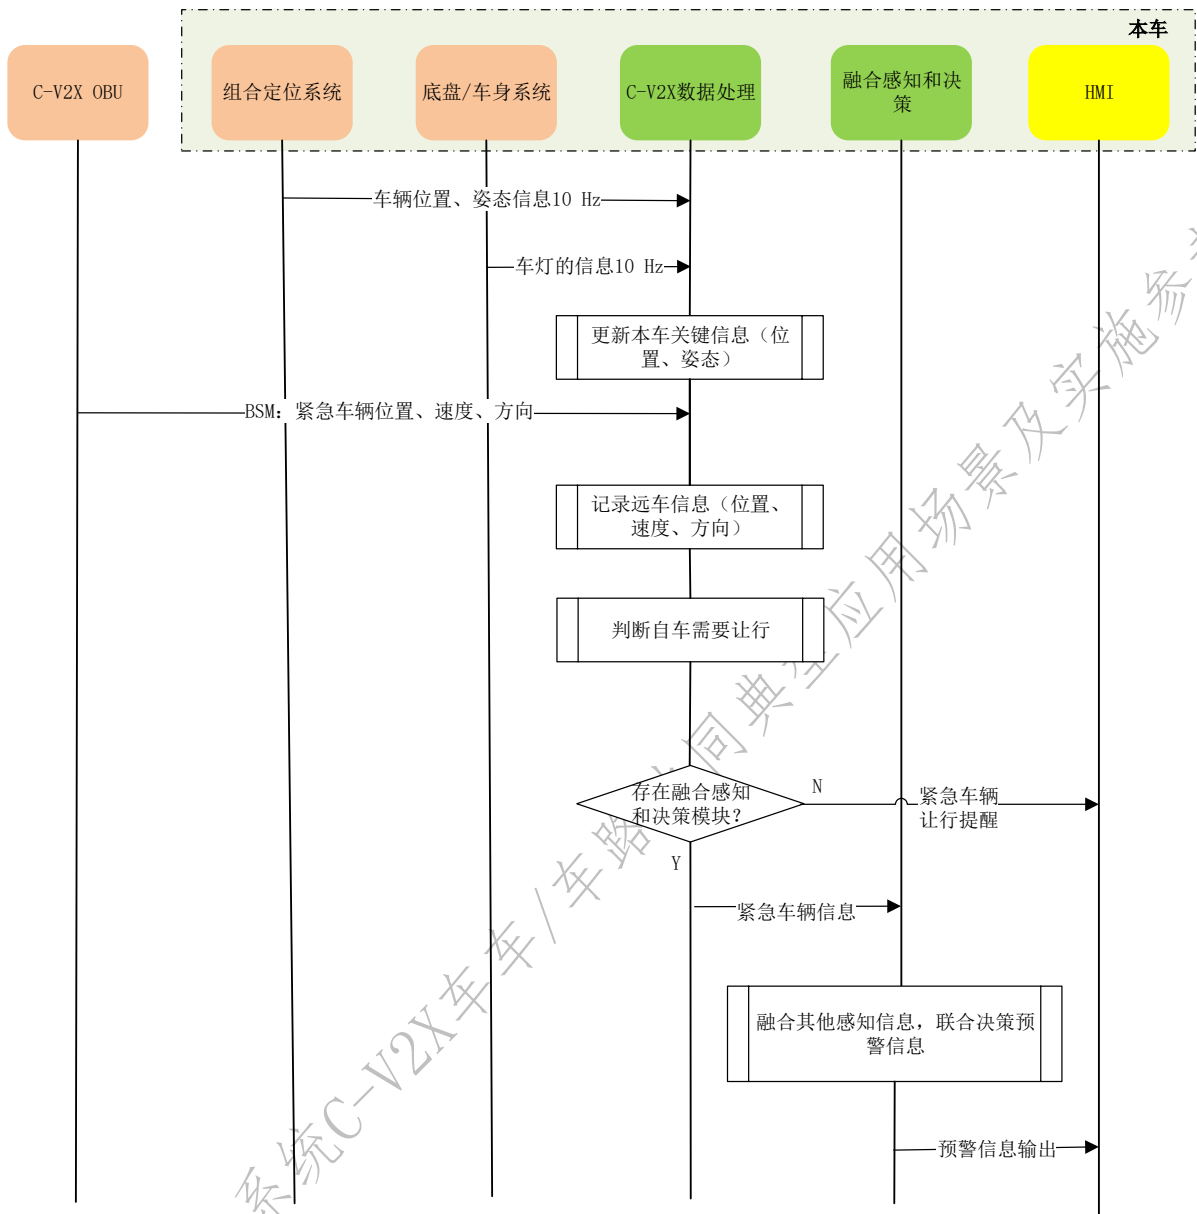 本车
C-V2X OBU
组合定位系统
底盘/车身系统
C-V2X数据处理
融合感知和决
策
HMI
车辆位置、姿态信息10 Hz
车灯的信息10 Hz
更新本车关键信息（位
置、姿态）
BSM：紧急车辆位置、速度、方向
记录远车信息（位置、
速度、方向）
判断自车需要让行
存在融合感知
和决策模块？
N
紧急车辆
让行提醒
Y
紧急车辆信息
融合其他感知信息，联合决策预
警信息
预警信息输出
系统C-V2X车车/车路协同典型应用场景及实施参